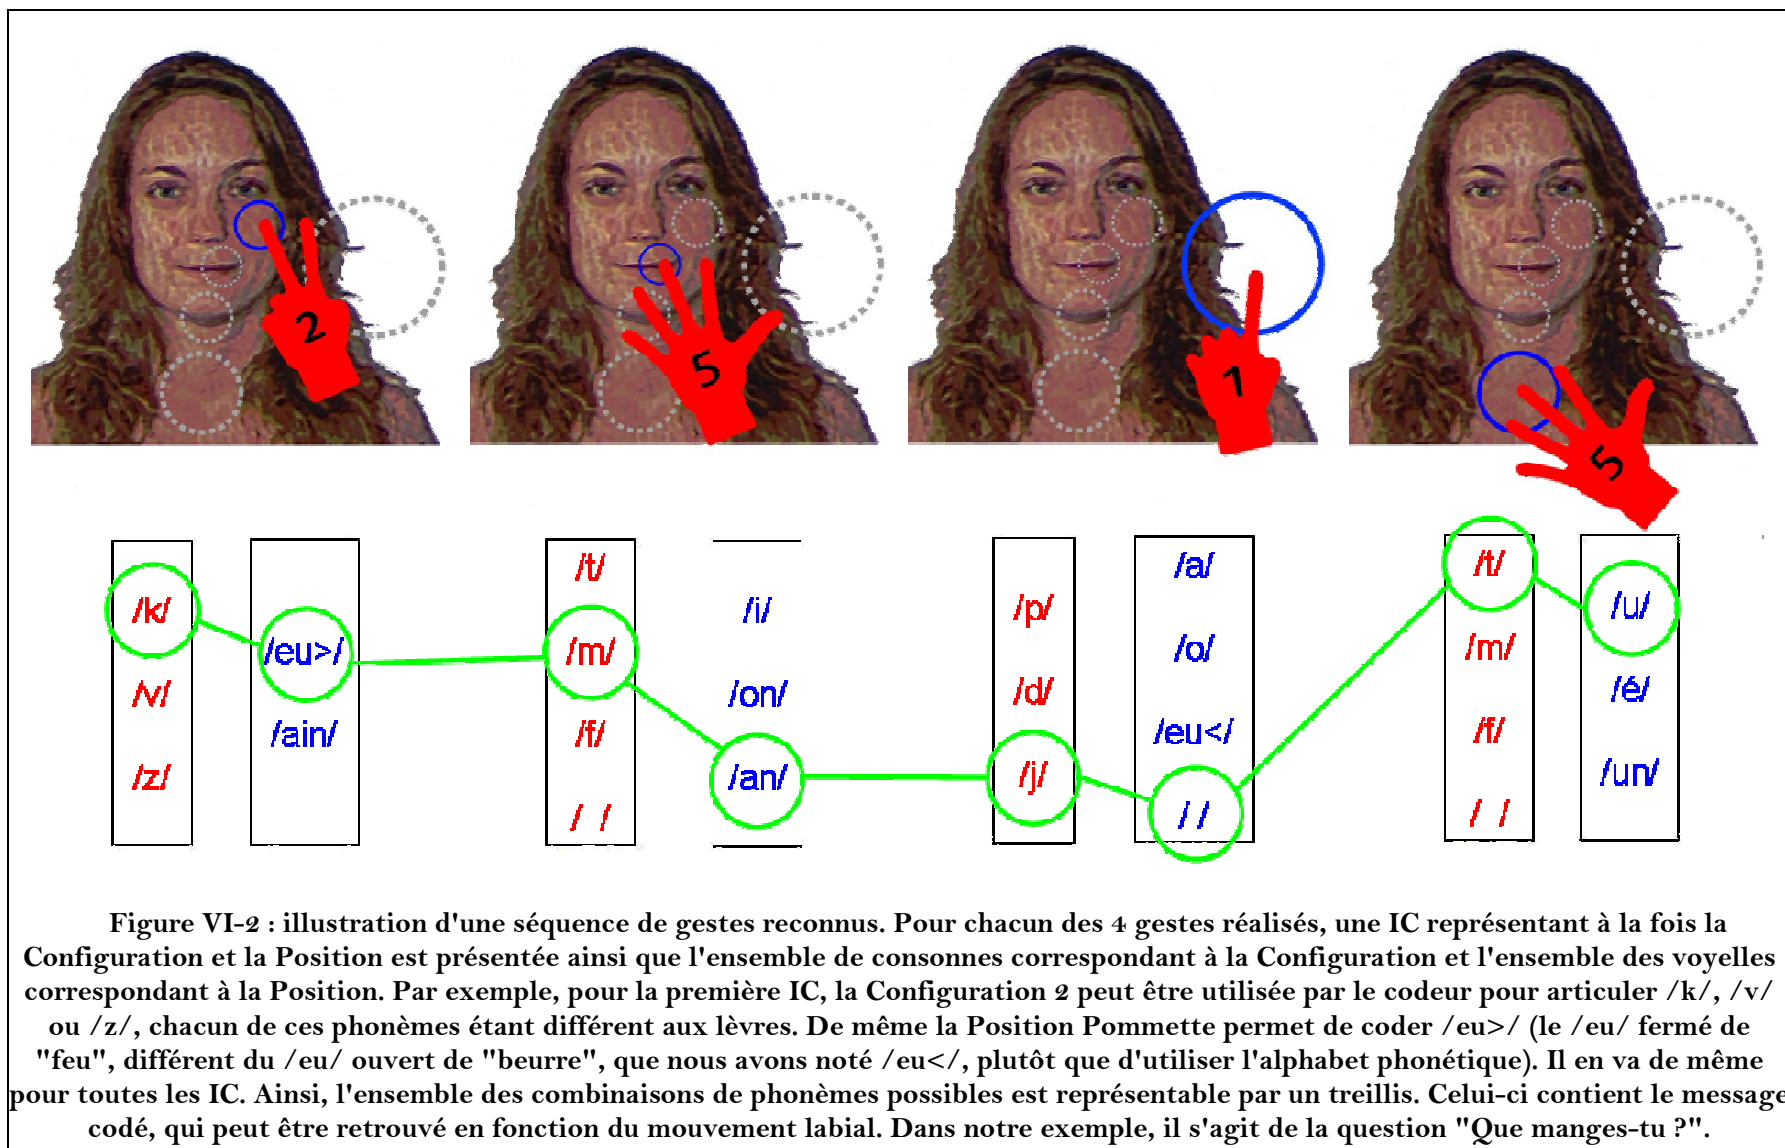 2
5
1
5
/k/
/v/
/z/
/eu>/
/ain/
/t/
/m/
/f/
/ /
/i/
/on/
/an/
/p/
/d/
/j/
/a/
/o/
/eu</
/ /
/t/
/m/
/f/
/ /
/u/
/é/
/un/
Figure VI-2 : illustration d'une séquence de gestes reconnus. Pour chacun des 4 gestes réalisés, une IC représentant à la fois la
Configuration et la Position est présentée ainsi que l'ensemble de consonnes correspondant à la Configuration et l'ensemble des voyelles
correspondant à la Position. Par exemple, pour la première IC, la Configuration 2 peut être utilisée par le codeur pour articuler /k/, /v/
ou /z/, chacun de ces phonèmes étant différent aux lèvres. De même la Position Pommette permet de coder /eu>/ (le /eu/ fermé de
"feu", différent du /eu/ ouvert de "beurre", que nous avons noté /eu</, plutôt que d'utiliser l'alphabet phonétique). Il en va de même
pour toutes les IC. Ainsi, l'ensemble des combinaisons de phonèmes possibles est représentable par un treillis. Celui-ci contient le message
codé, qui peut être retrouvé en fonction du mouvement labial. Dans notre exemple, il s'agit de la question "Que manges-tu ?".